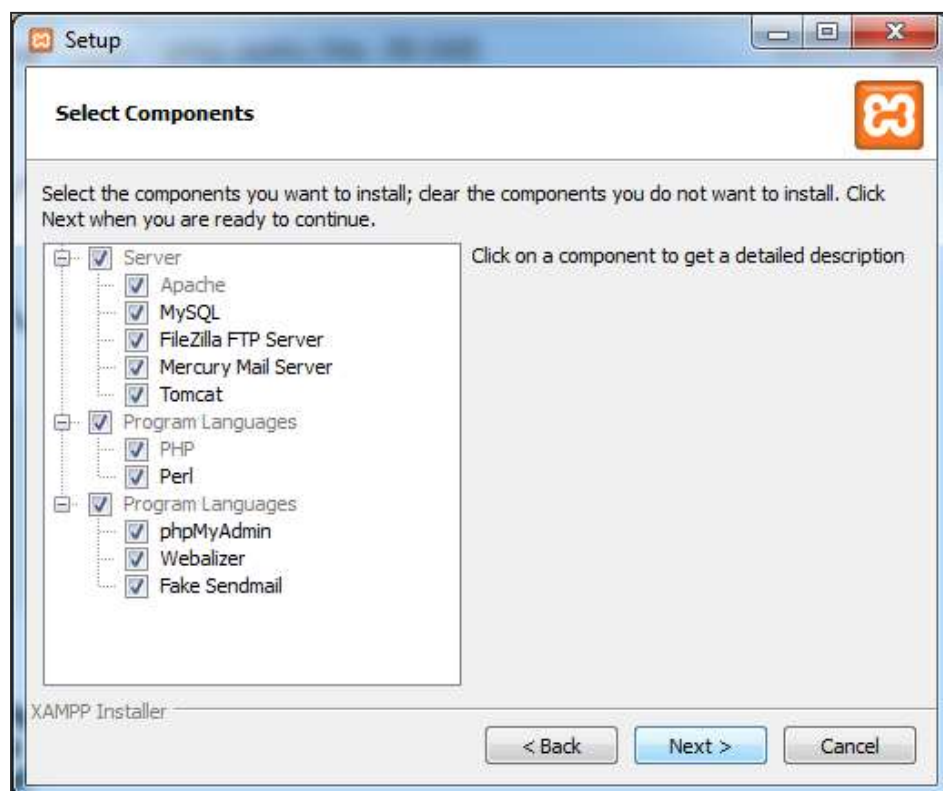 Setup
Select Components
Select the components you want to install; clear the components you do not want to install. Click
Next when you are ready to continue.
Server
Apache
MySQL
FileZilla FTP Server
Mercury Mail Server
Tomcat
Program Languages
PHP
Perl
Program Languages
phpMyAdmin
Webalizer
Fake Sendmail
Click on a component to get a detailed description
XAMPP Installer
< Back
Next >
Cancel